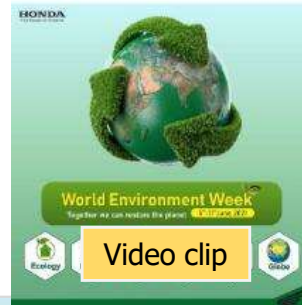 HONDA
World Environment Week
Together we can restore the planet
Video clip
Ecology
Globe